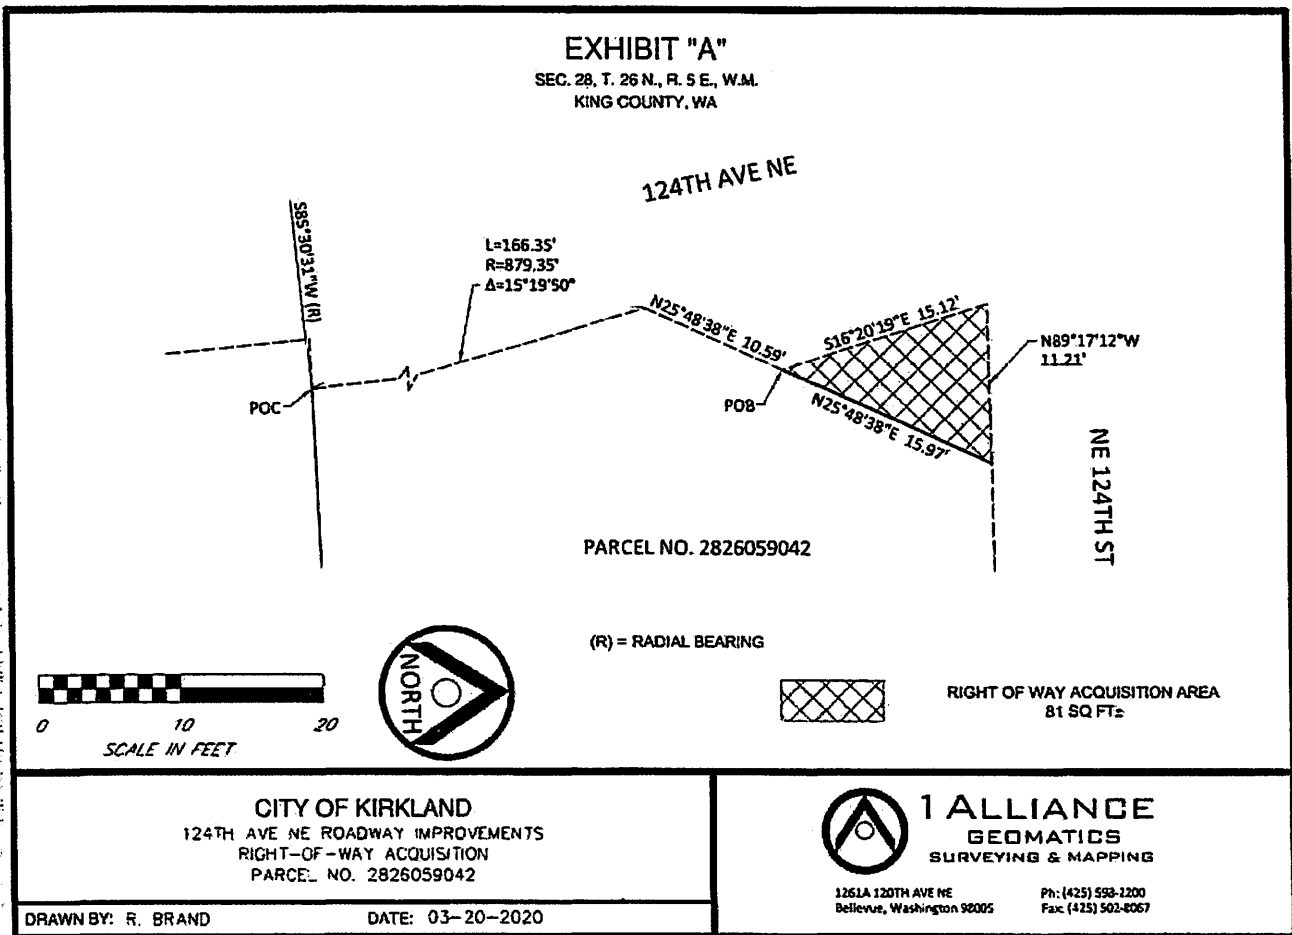 EXHIBIT "A"
SEC. 28, T. 26 N., R. 5 E., W.M.
KING COUNTY, WA
124TH AVE NE
S85°30'31"W (R)
L=166.35'
R=879.35'
Δ=15°19'50"
N25°48'38"E 10.59'
S16°20'19"E 15.12'
N89°17'12"W
11.21'
POC
POB
N25°48'38"E 15.97'
NE 124TH ST
PARCEL NO. 2826059042
(R) = RADIAL BEARING
NORTH
0 10 20
SCALE IN FEET
RIGHT OF WAY ACQUISITION AREA
81 SQ FT±
CITY OF KIRKLAND
124TH AVE NE ROADWAY IMPROVEMENTS
RIGHT-OF-WAY ACQUISITION
PARCEL NO. 2826059042
DRAWN BY: R. BRAND DATE: 03-20-2020
1 ALLIANCE
GEOMATICS
SURVEYING & MAPPING
1261A 120TH AVE NE Ph: (425) 598-2200
Bellevue, Washington 98005 Fax: (425) 502-8067